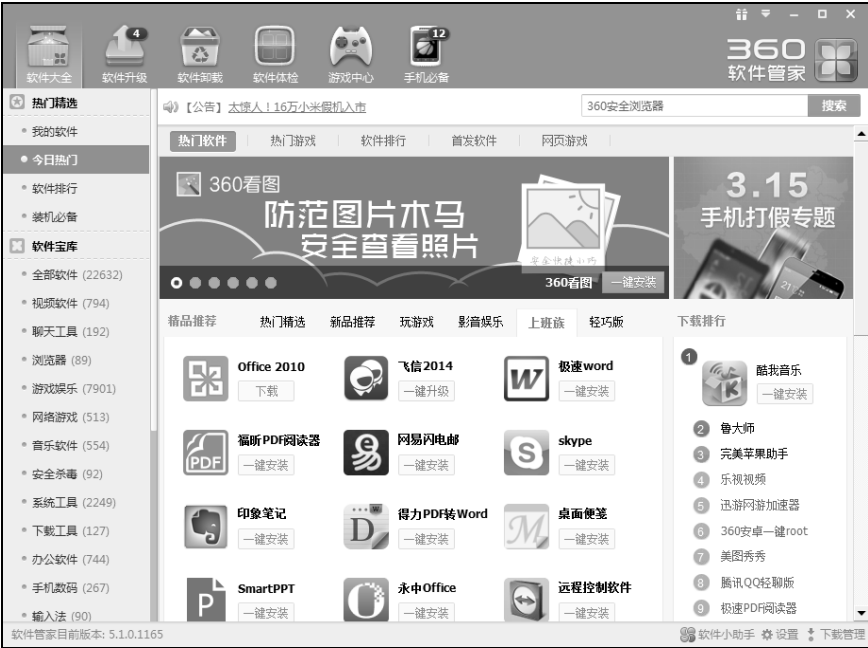 软件大全
4
软件升级
软件卸载
软件体检
游戏中心
12
手机必备
360
软件管家
热门精选
我的软件
今日热门
软件排行
装机必备
软件宝库
全部软件 (22632)
视频软件 (794)
聊天工具 (192)
浏览器 (89)
游戏娱乐 (7901)
网络游戏 (513)
音乐软件 (554)
安全杀毒 (92)
系统工具 (2249)
下载工具 (127)
办公软件 (744)
手机数码 (267)
输入法 (90)
【公告】太惊人！16万小米假机入市
360安全浏览器
搜索
热门软件 热门游戏 软件排行 首发软件 网页游戏
360看图
防范图片木马
安全查看照片
安全快捷小巧
360看图 一键安装
3.15
手机打假专题
精品推荐 热门精选 新品推荐 玩游戏 影音娱乐 上班族 轻巧版
Office 2010
下载
飞信2014
一键升级
W
极速word
一键安装
PDF
福昕PDF阅读器
一键安装
网易闪电邮
一键安装
S
skype
一键安装
印象笔记
一键安装
D
得力PDF转Word
一键安装
M
桌面便笺
一键安装
P
SmartPPT
一键安装
永中Office
一键安装
远程控制软件
一键安装
下载排行
1
K
酷我音乐
一键安装
2 鲁大师
3 完美苹果助手
4 乐视视频
5 迅游网游加速器
6 360安卓一键root
7 美图秀秀
8 腾讯QQ轻聊版
9 极速PDF阅读器
软件管家目前版本: 5.1.0.1165
软件小助手 设置 下载管理